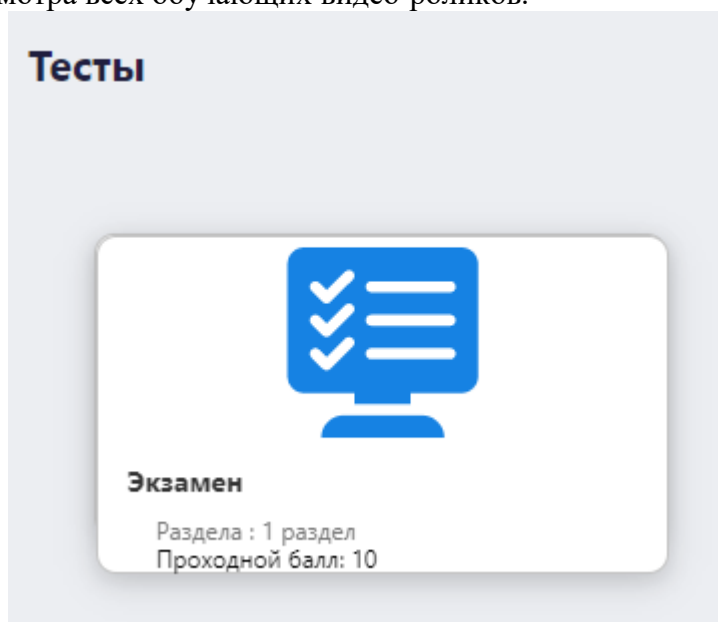 всех обучающих видео-роликов.
Тесты
Экзамен
Раздела : 1 раздел
Проходной балл: 10